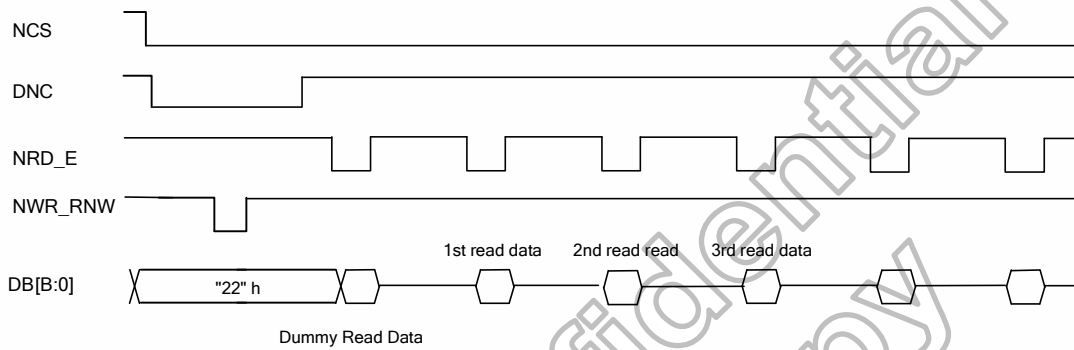 NCS
DNC
NRD_E
NWR_RNW
1st read data 2nd read read 3rd read data
DB[B:0]
"22" h
Dummy Read Data